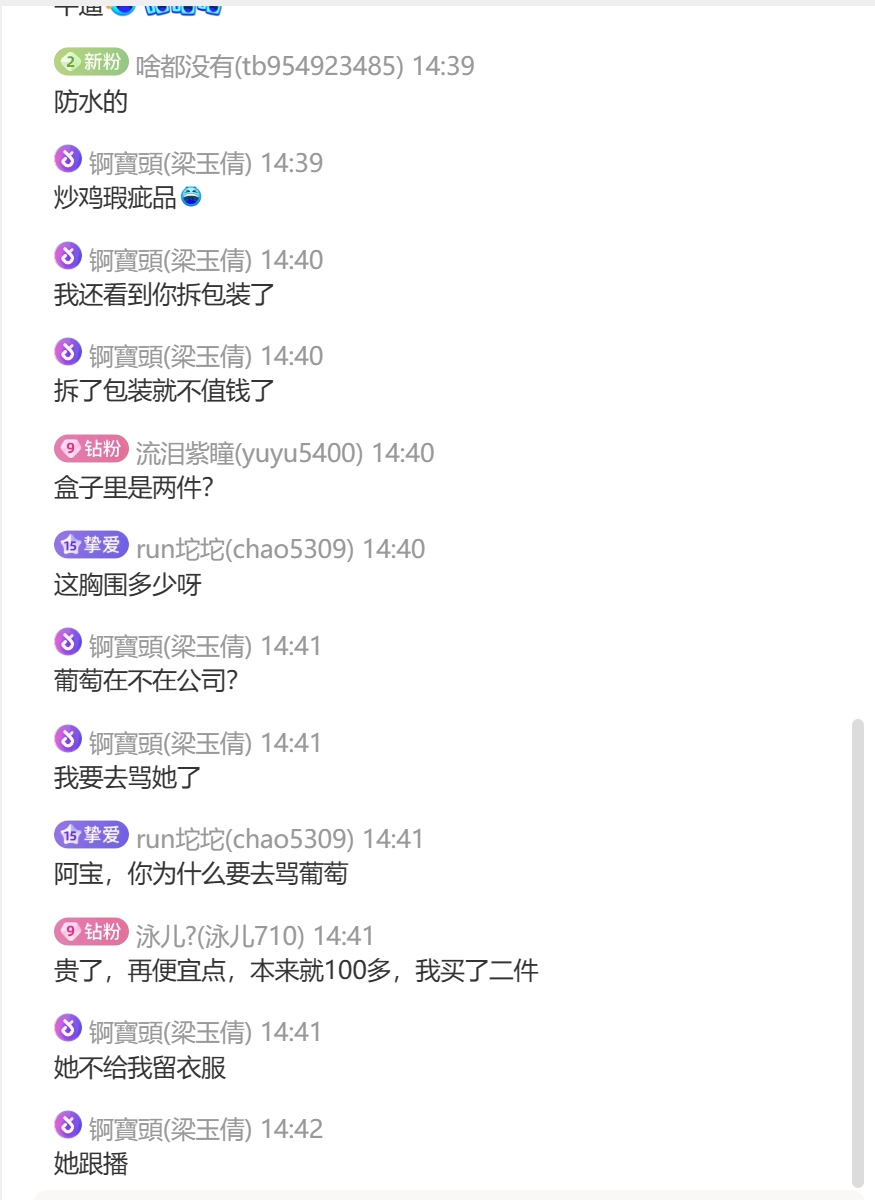 2 新粉 啥都没有(tb954923485) 14:39
防水的
锕寶頭(梁玉倩) 14:39
炒鸡瑕疵品
锕寶頭(梁玉倩) 14:40
我还看到你拆包装了
锕寶頭(梁玉倩) 14:40
拆了包装就不值钱了
9 钻粉 流泪紫瞳(yuyu5400) 14:40
盒子里是两件?
15 挚爱 run坨坨(chao5309) 14:40
这胸围多少呀
锕寶頭(梁玉倩) 14:41
葡萄在不在公司?
锕寶頭(梁玉倩) 14:41
我要去骂她了
15 挚爱 run坨坨(chao5309) 14:41
阿宝，你为什么要去骂葡萄
9 钻粉 泳儿?(泳儿710) 14:41
贵了，再便宜点，本来就100多，我买了二件
锕寶頭(梁玉倩) 14:41
她不给我留衣服
锕寶頭(梁玉倩) 14:42
她跟播